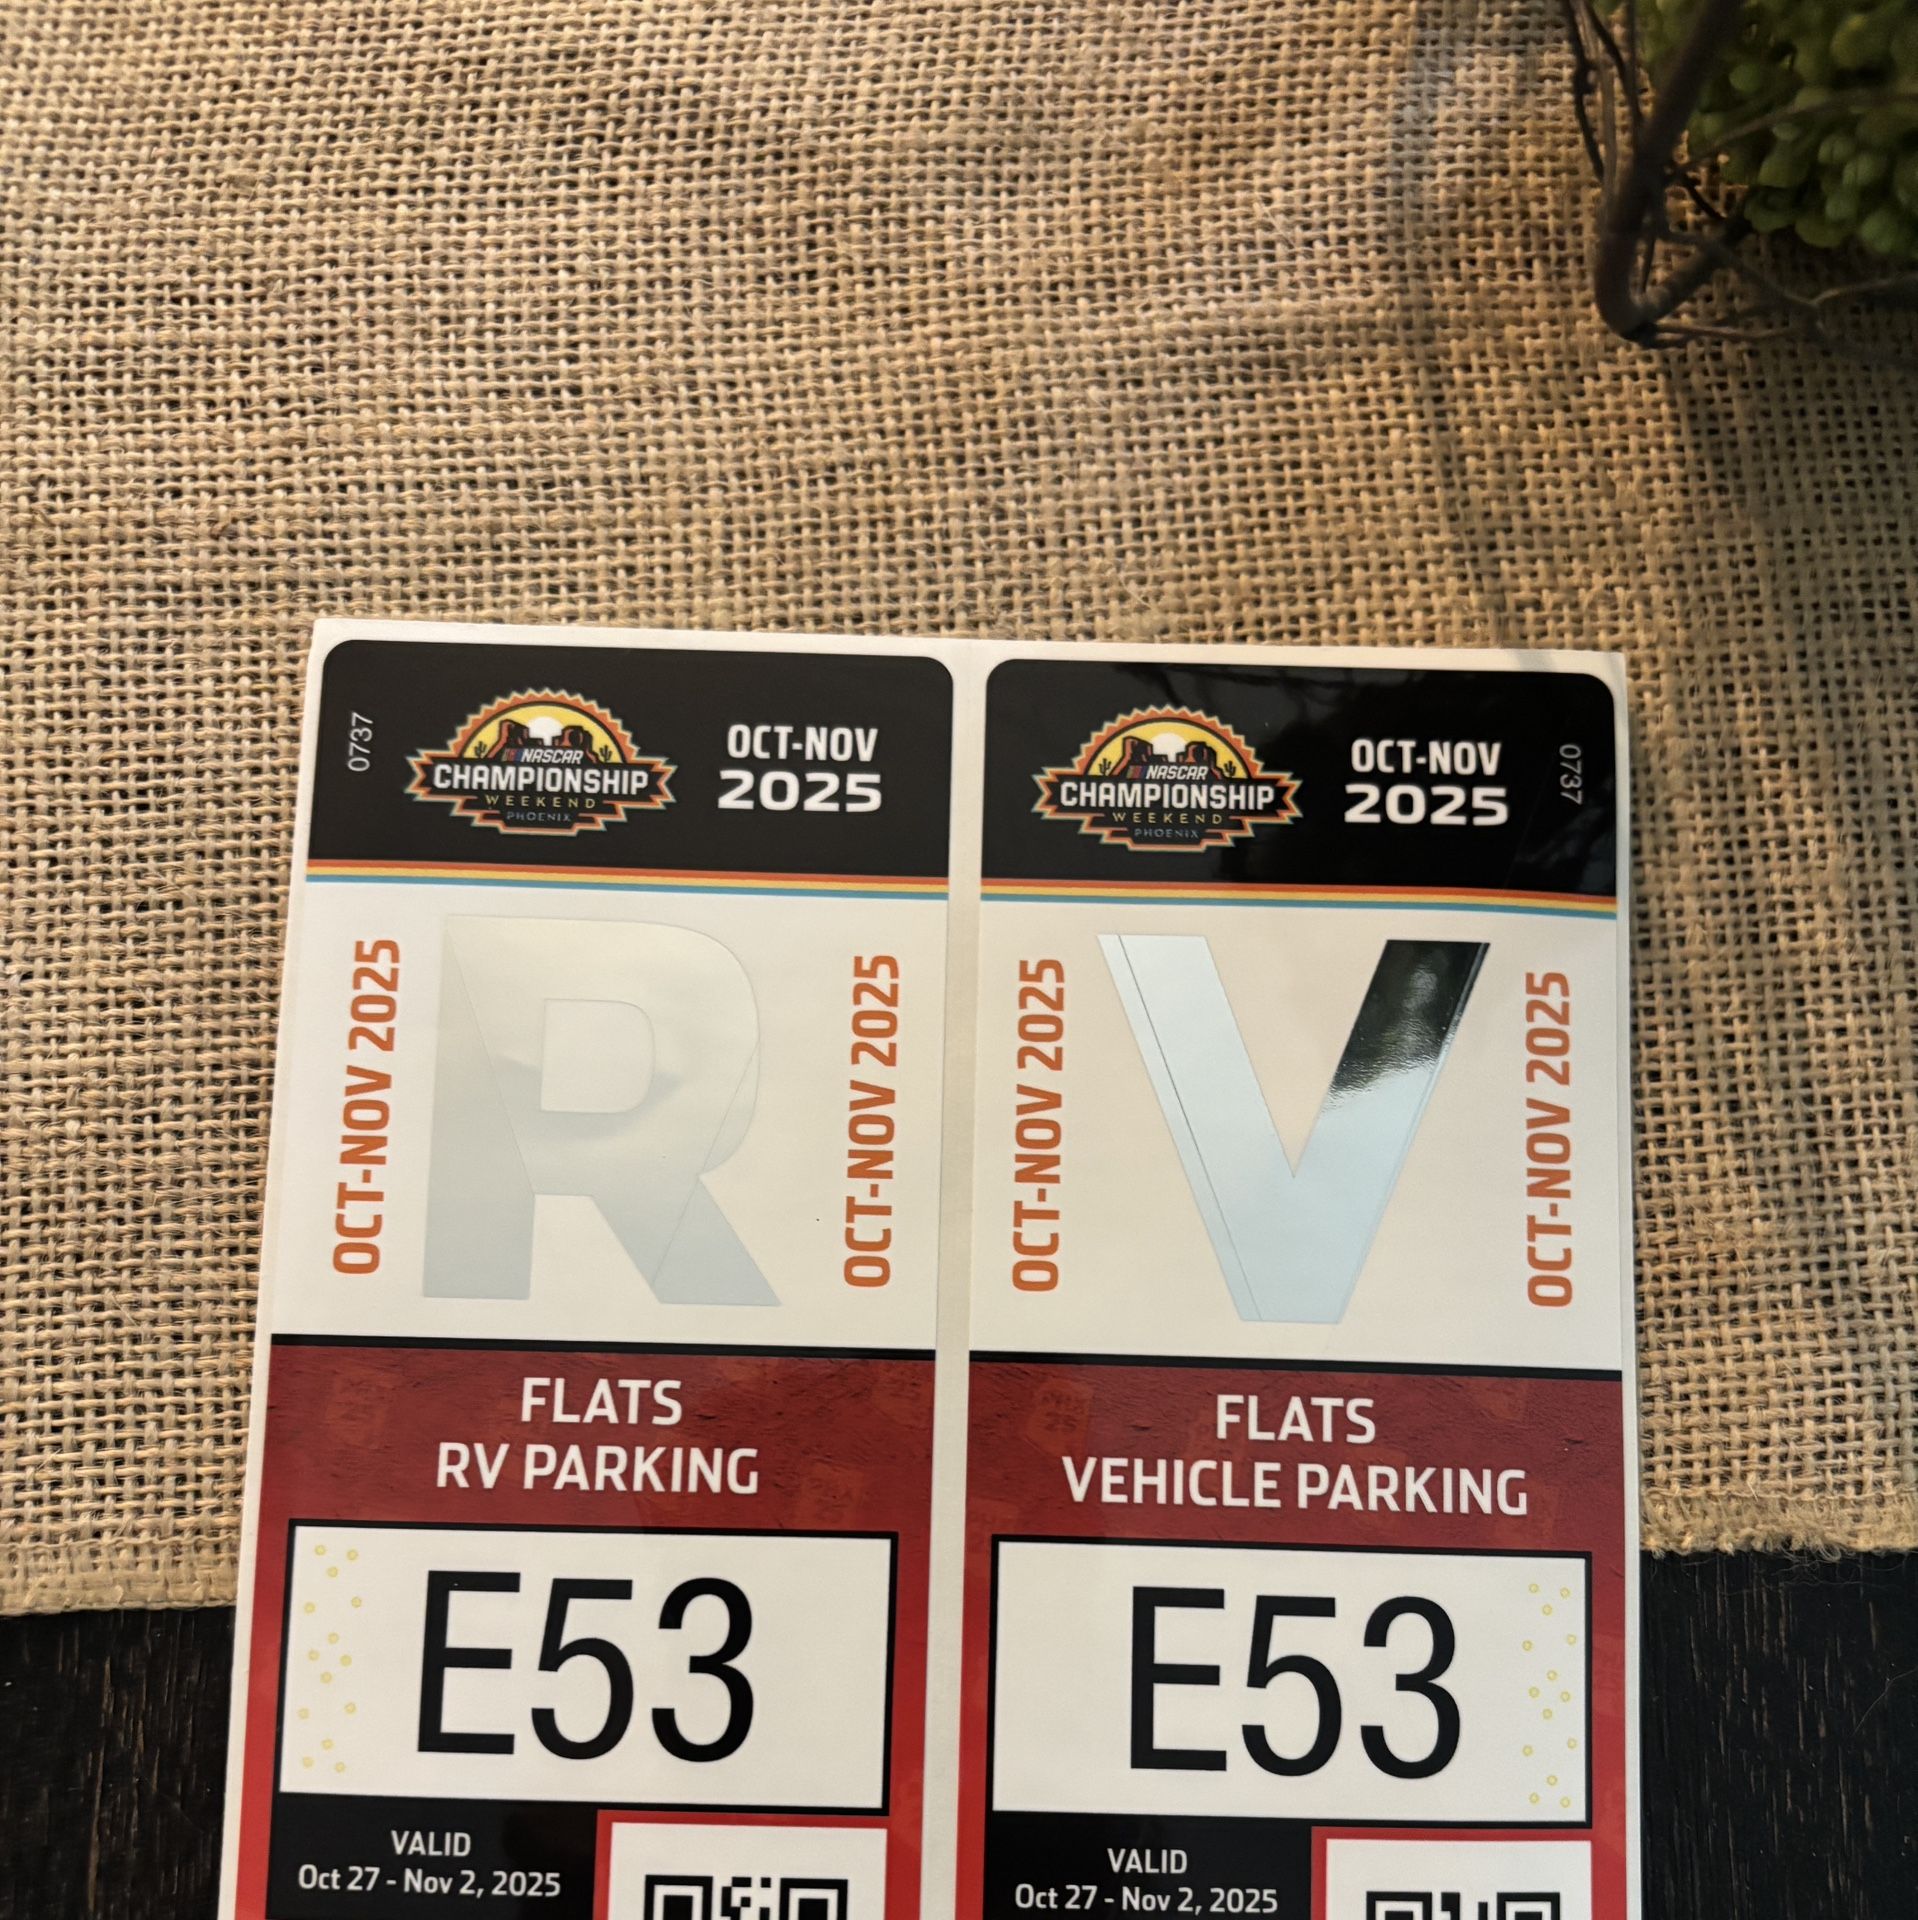 0737
NASCAR
CHAMPIONSHIP
WEEKEND
PHOENIX
OCT-NOV
2025
OCT-NOV 2025
R
OCT-NOV 2025
FLATS
RV PARKING
E53
VALID
Oct 27 - Nov 2, 2025
NASCAR
CHAMPIONSHIP
WEEKEND
PHOENIX
OCT-NOV
2025
0737
OCT-NOV 2025
V
OCT-NOV 2025
FLATS
VEHICLE PARKING
E53
VALID
Oct 27 - Nov 2, 2025